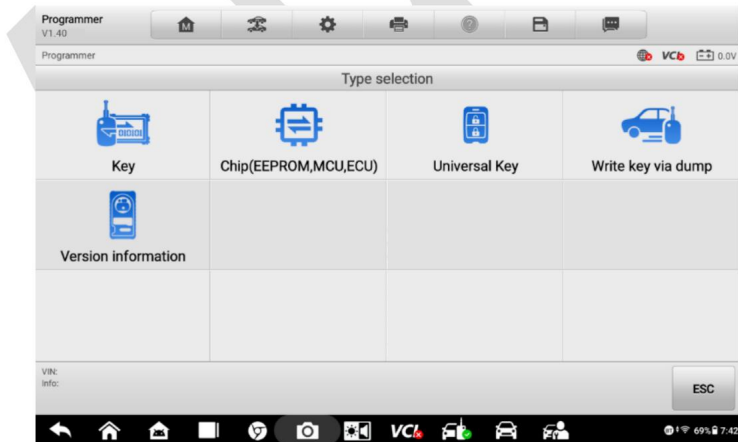 Programmer
V1.40
M
Programmer
VCI 0.0V
Type selection
Key
Chip(EEPROM,MCU,ECU)
Universal Key
Write key via dump
Version information
VIN:
Info:
ESC
VCI
69% 7:42